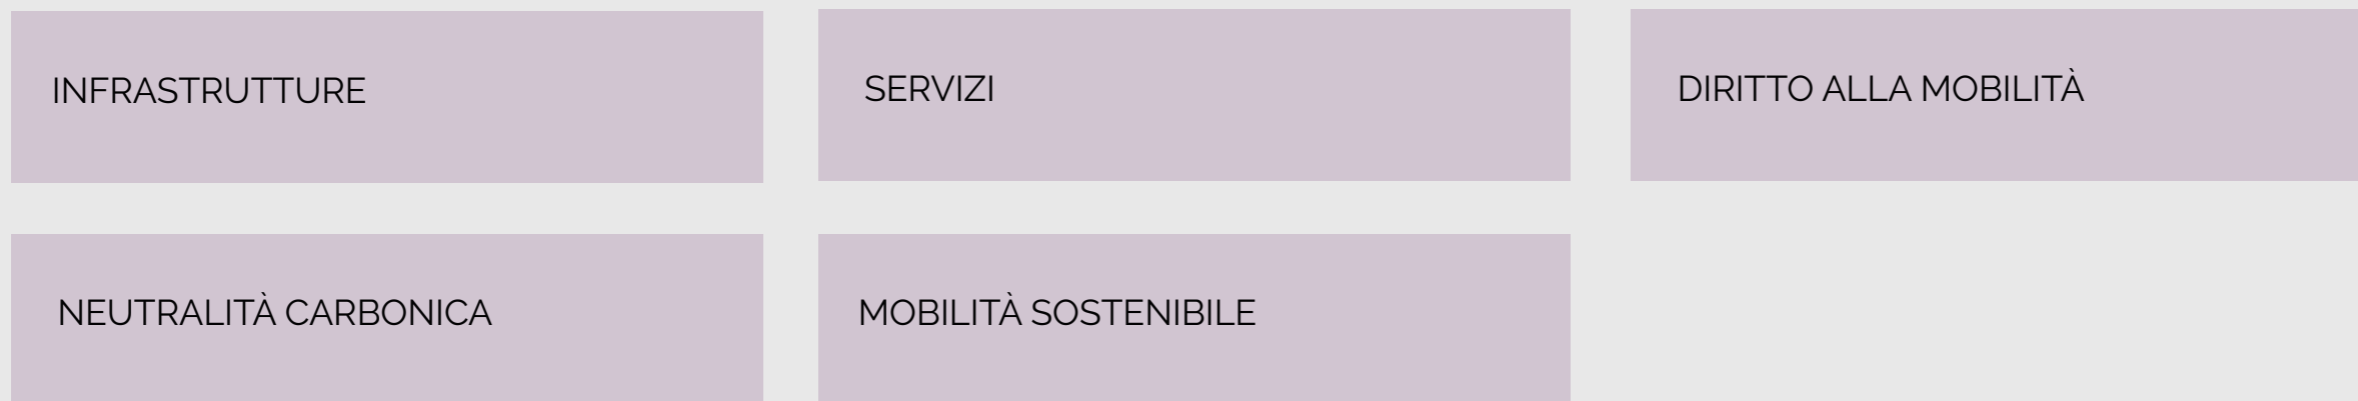 INFRASTRUTTURE
SERVIZI
DIRITTO ALLA MOBILITÀ
NEUTRALITÀ CARBONICA
MOBILITÀ SOSTENIBILE